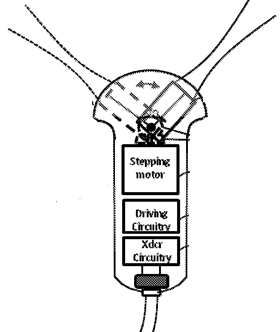 Stepping
motor
Driving
Circuitry
Xdcr
Circuitry